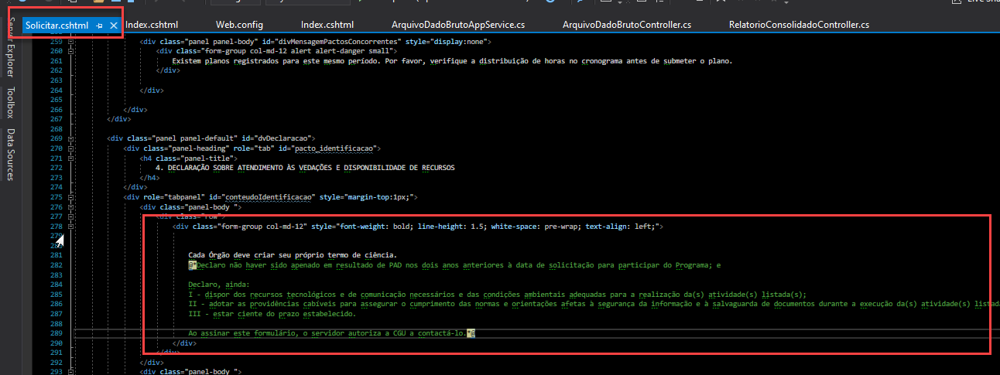 Live Share
Solicitar.cshtml Index.cshtml Web.config Index.cshtml ArquivoDadoBrutoAppService.cs ArquivoDadoBrutoController.cs RelatorioConsolidadoController.cs
Server Explorer
Toolbox
Data Sources
259 <div class="panel panel-body" id="divMensagemPactosConcorrentes" style="display:none">
260 <div class="form-group col-md-12 alert alert-danger small">
261 Existem planos registrados para este mesmo período. Por favor, verifique a distribuição de horas no cronograma antes de submeter o plano.
262 </div>
263
264 </div>
265
266 </div>
267 </div>
268
269 <div class="panel panel-default" id="dvDeclaracao">
270 <div class="panel-heading" role="tab" id="pacto_identificacao">
271 <h4 class="panel-title">
272 4. DECLARAÇÃO SOBRE ATENDIMENTO ÀS VEDAÇÕES E DISPONIBILIDADE DE RECURSOS
273 </h4>
274 </div>
275 <div role="tabpanel" id="conteudoIdentificacao" style="margin-top:1px;">
276 <div class="panel-body ">
277 <div class="row">
278 <div class="form-group col-md-12" style="font-weight: bold; line-height: 1.5; white-space: pre-wrap; text-align: left;">
279
281 Cada Órgão deve criar seu próprio termo de ciência.
282 @*Declaro não haver sido apenado em resultado de PAD nos dois anos anteriores à data de solicitação para participar do Programa; e
283
284 Declaro, ainda:
285 I - dispor dos recursos tecnológicos e de comunicação necessários e das condições ambientais adequadas para a realização da(s) atividade(s) listada(s);
286 II - adotar as providências cabíveis para assegurar o cumprimento das normas e orientações afetas à segurança da informação e à salvaguarda de documentos durante a execução da(s) atividade(s) listada
287 III - estar ciente do prazo estabelecido.
288
289 Ao assinar este formulário, o servidor autoriza a CGU a contactá-lo.*@
290 </div>
291 </div>
292 </div>
293 <div class="panel-body ">